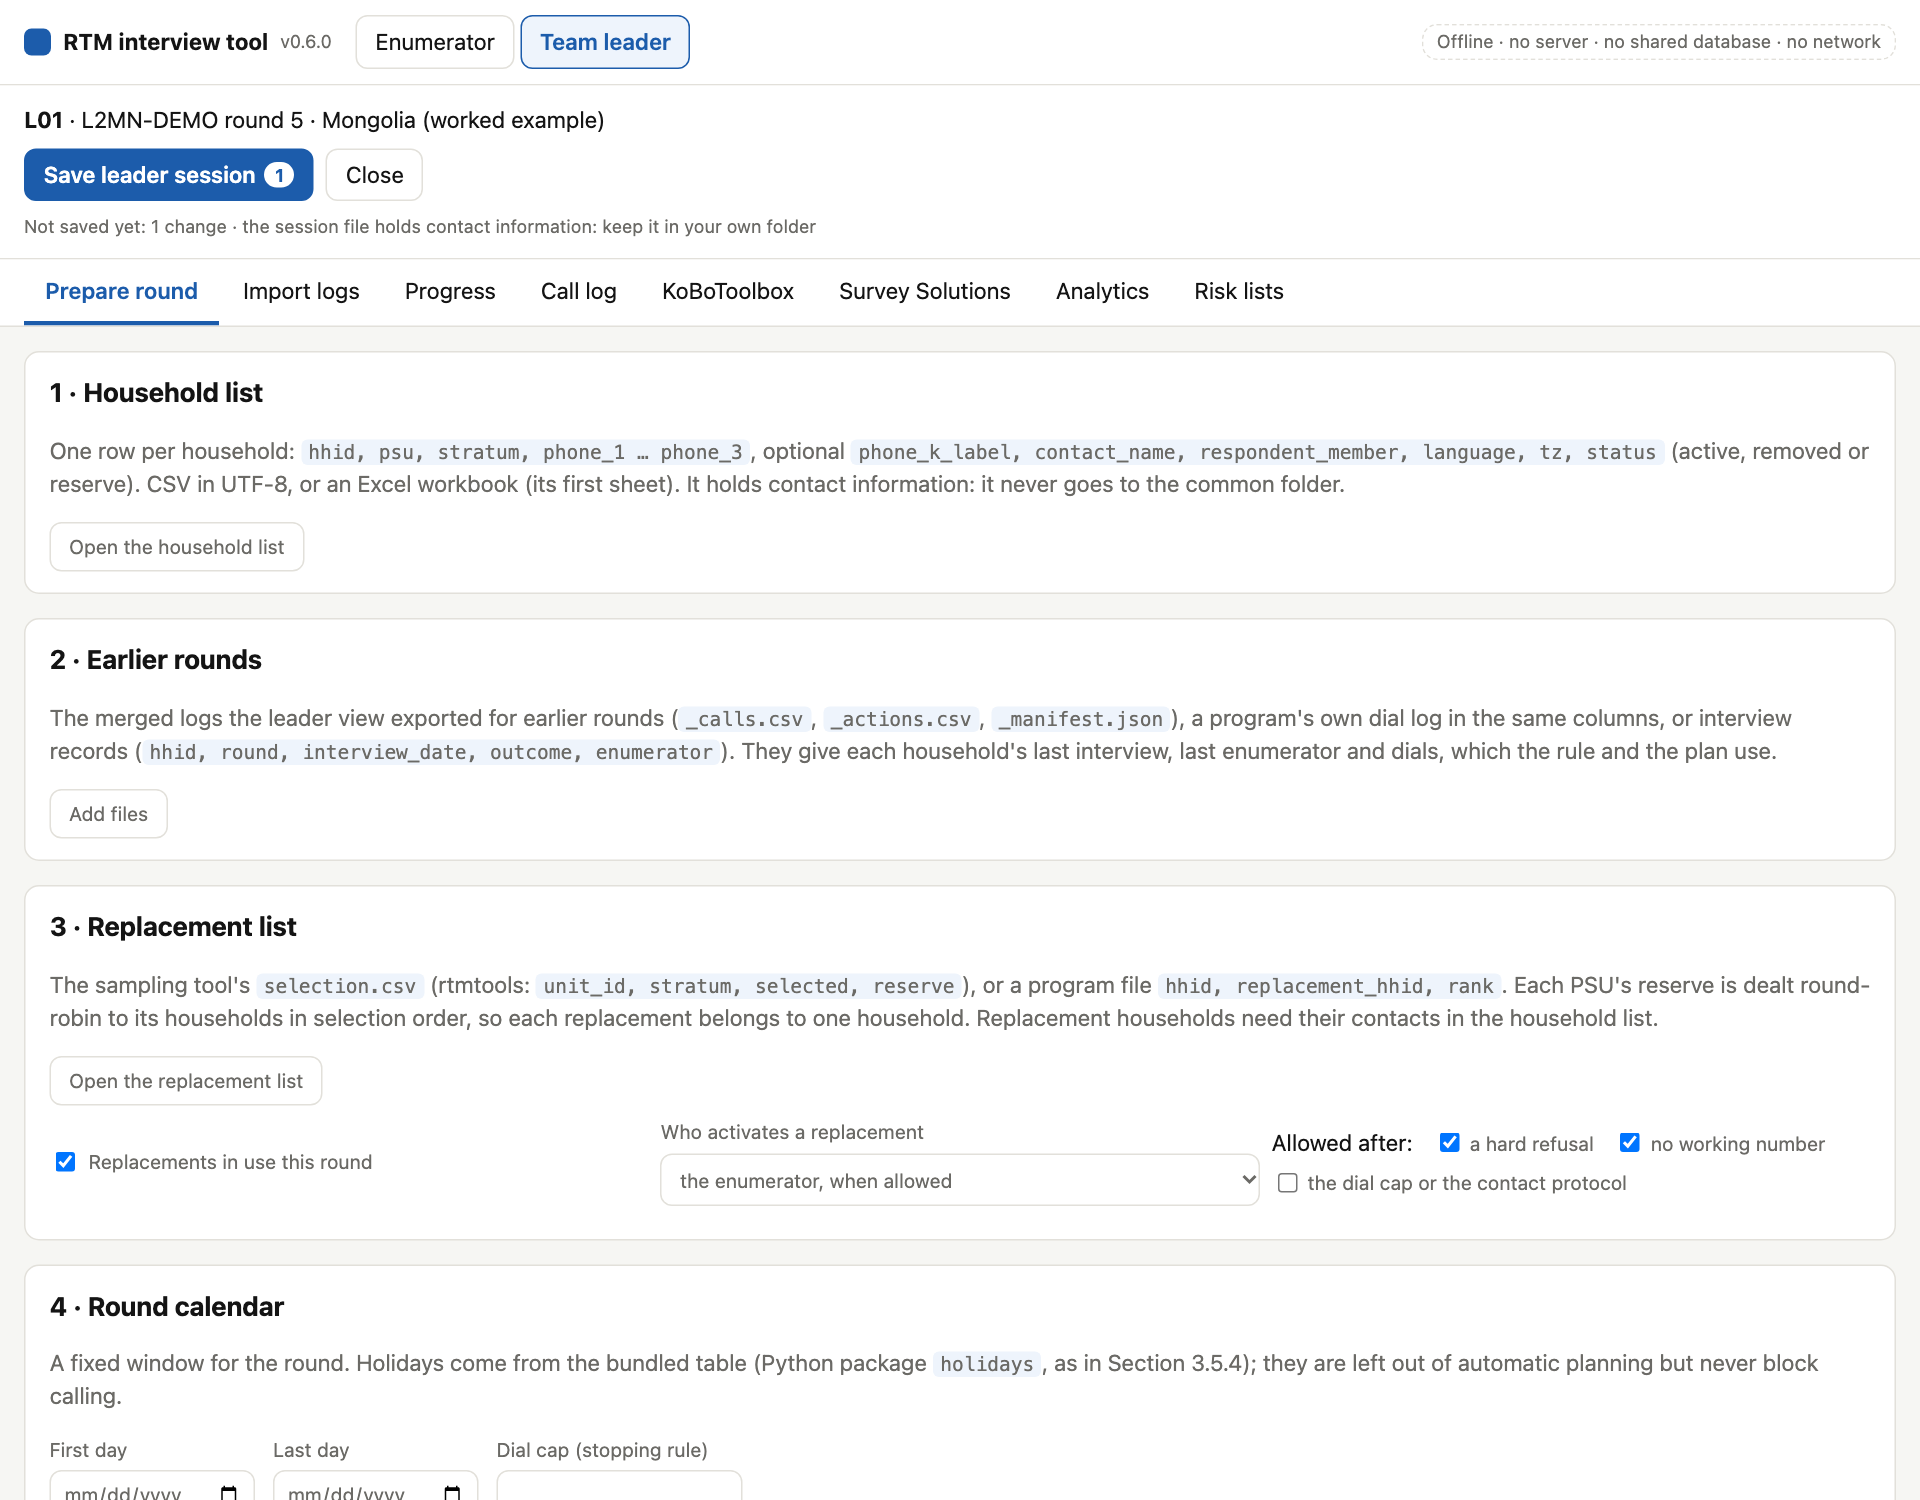 RTM interview tool v0.6.0 Enumerator Team leader Offline · no server · no shared database · no network
L01 · L2MN-DEMO round 5 · Mongolia (worked example)
Save leader session 1 Close
Not saved yet: 1 change · the session file holds contact information: keep it in your own folder
Prepare round Import logs Progress Call log KoBoToolbox Survey Solutions Analytics Risk lists
1 · Household list
One row per household: hhid, psu, stratum, phone_1 … phone_3, optional phone_k_label, contact_name, respondent_member, language, tz, status (active, removed or
reserve). CSV in UTF-8, or an Excel workbook (its first sheet). It holds contact information: it never goes to the common folder.
Open the household list
2 · Earlier rounds
The merged logs the leader view exported for earlier rounds (_calls.csv, _actions.csv, _manifest.json), a program's own dial log in the same columns, or interview
records (hhid, round, interview_date, outcome, enumerator). They give each household's last interview, last enumerator and dials, which the rule and the plan use.
Add files
3 · Replacement list
The sampling tool's selection.csv (rtmtools: unit_id, stratum, selected, reserve), or a program file hhid, replacement_hhid, rank. Each PSU's reserve is dealt round-
robin to its households in selection order, so each replacement belongs to one household. Replacement households need their contacts in the household list.
Open the replacement list
Replacements in use this round
Who activates a replacement
the enumerator, when allowed
Allowed after: a hard refusal no working number
the dial cap or the contact protocol
4 · Round calendar
A fixed window for the round. Holidays come from the bundled table (Python package holidays, as in Section 3.5.4); they are left out of automatic planning but never block
calling.
First day Last day Dial cap (stopping rule)
mm/dd/yyyy mm/dd/yyyy